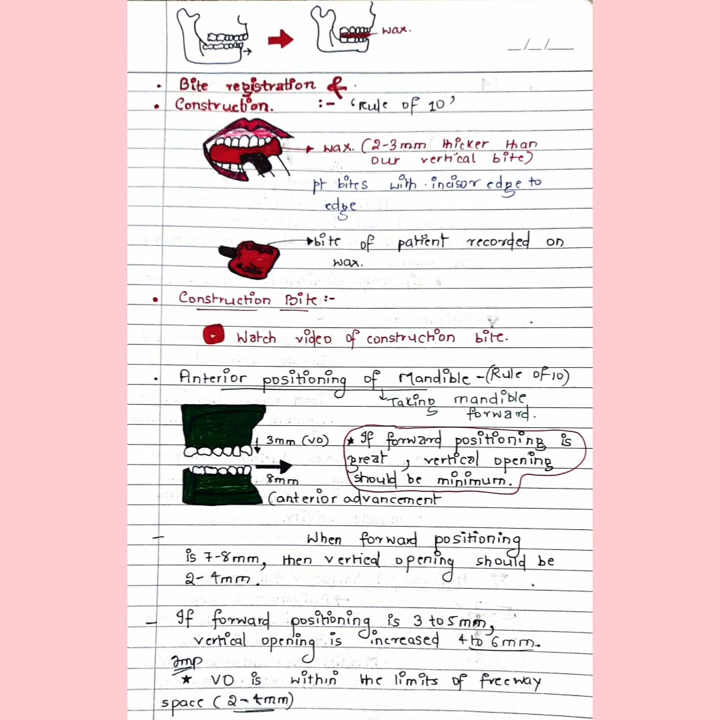 wax.
_/_/_
• Bite registration &
• Construction. :- 'Rule of 10'
wax. (2-3mm thicker than
our vertical bite)
pt bites with incisor edge to
edge
bite of patient recorded on
wax.
• Construction Bite :-
Watch video of construction bite.
• Anterior positioning of Mandible - (Rule of 10)
Taking mandible
forward.
3mm (VO)
8mm
(anterior advancement
★ If forward positioning is
great, vertical opening
should be minimum.
- When forward positioning
is 7-8mm, then vertical opening should be
2-4mm.
- If forward positioning is 3 to 5mm,
vertical opening is increased 4 to 6mm.
Imp
★ VO is within the limits of freeway
space (2-4mm)